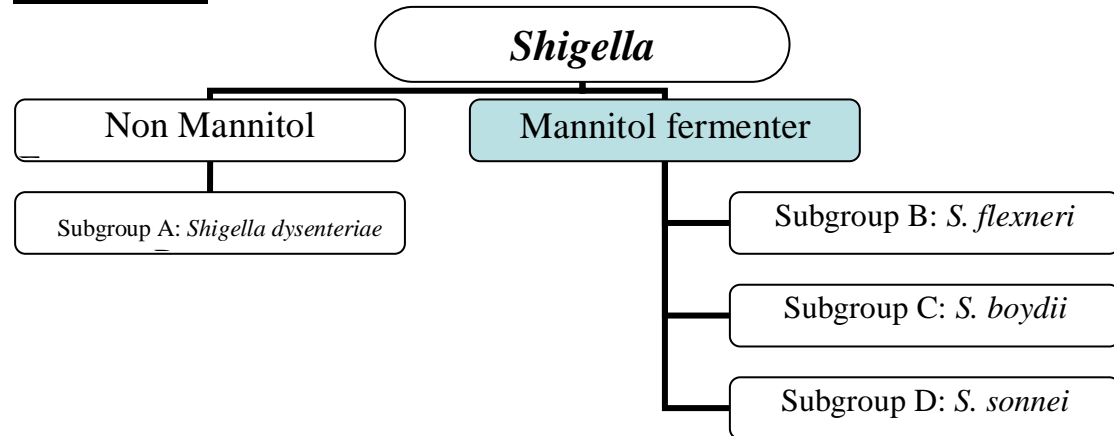 Shigella
Non Mannitol
Mannitol fermenter
Subgroup A: Shigella dysenteriae
Subgroup B: S. flexneri
Subgroup C: S. boydii
Subgroup D: S. sonnei